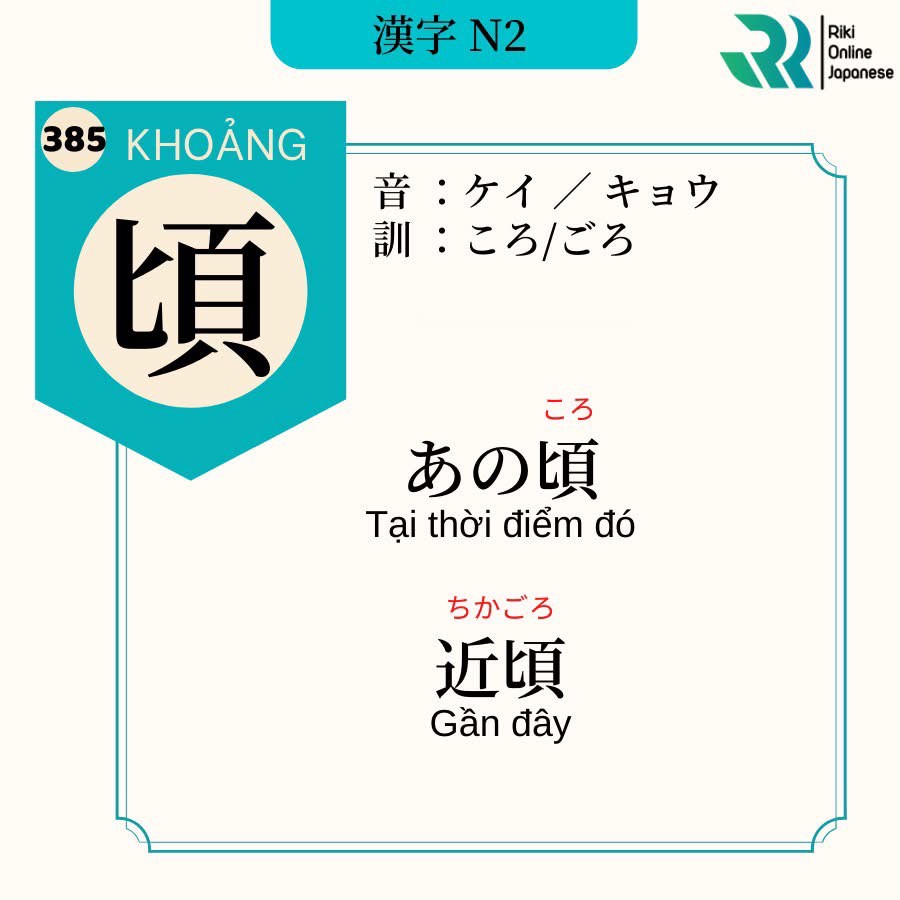 漢字 N2
Riki
Online
Japanese
385 KHOẢNG
頃
音 ：ケイ ／ キョウ
訓 ：ころ/ごろ
ころ
あの頃
Tại thời điểm đó
ちかごろ
近頃
Gần đây